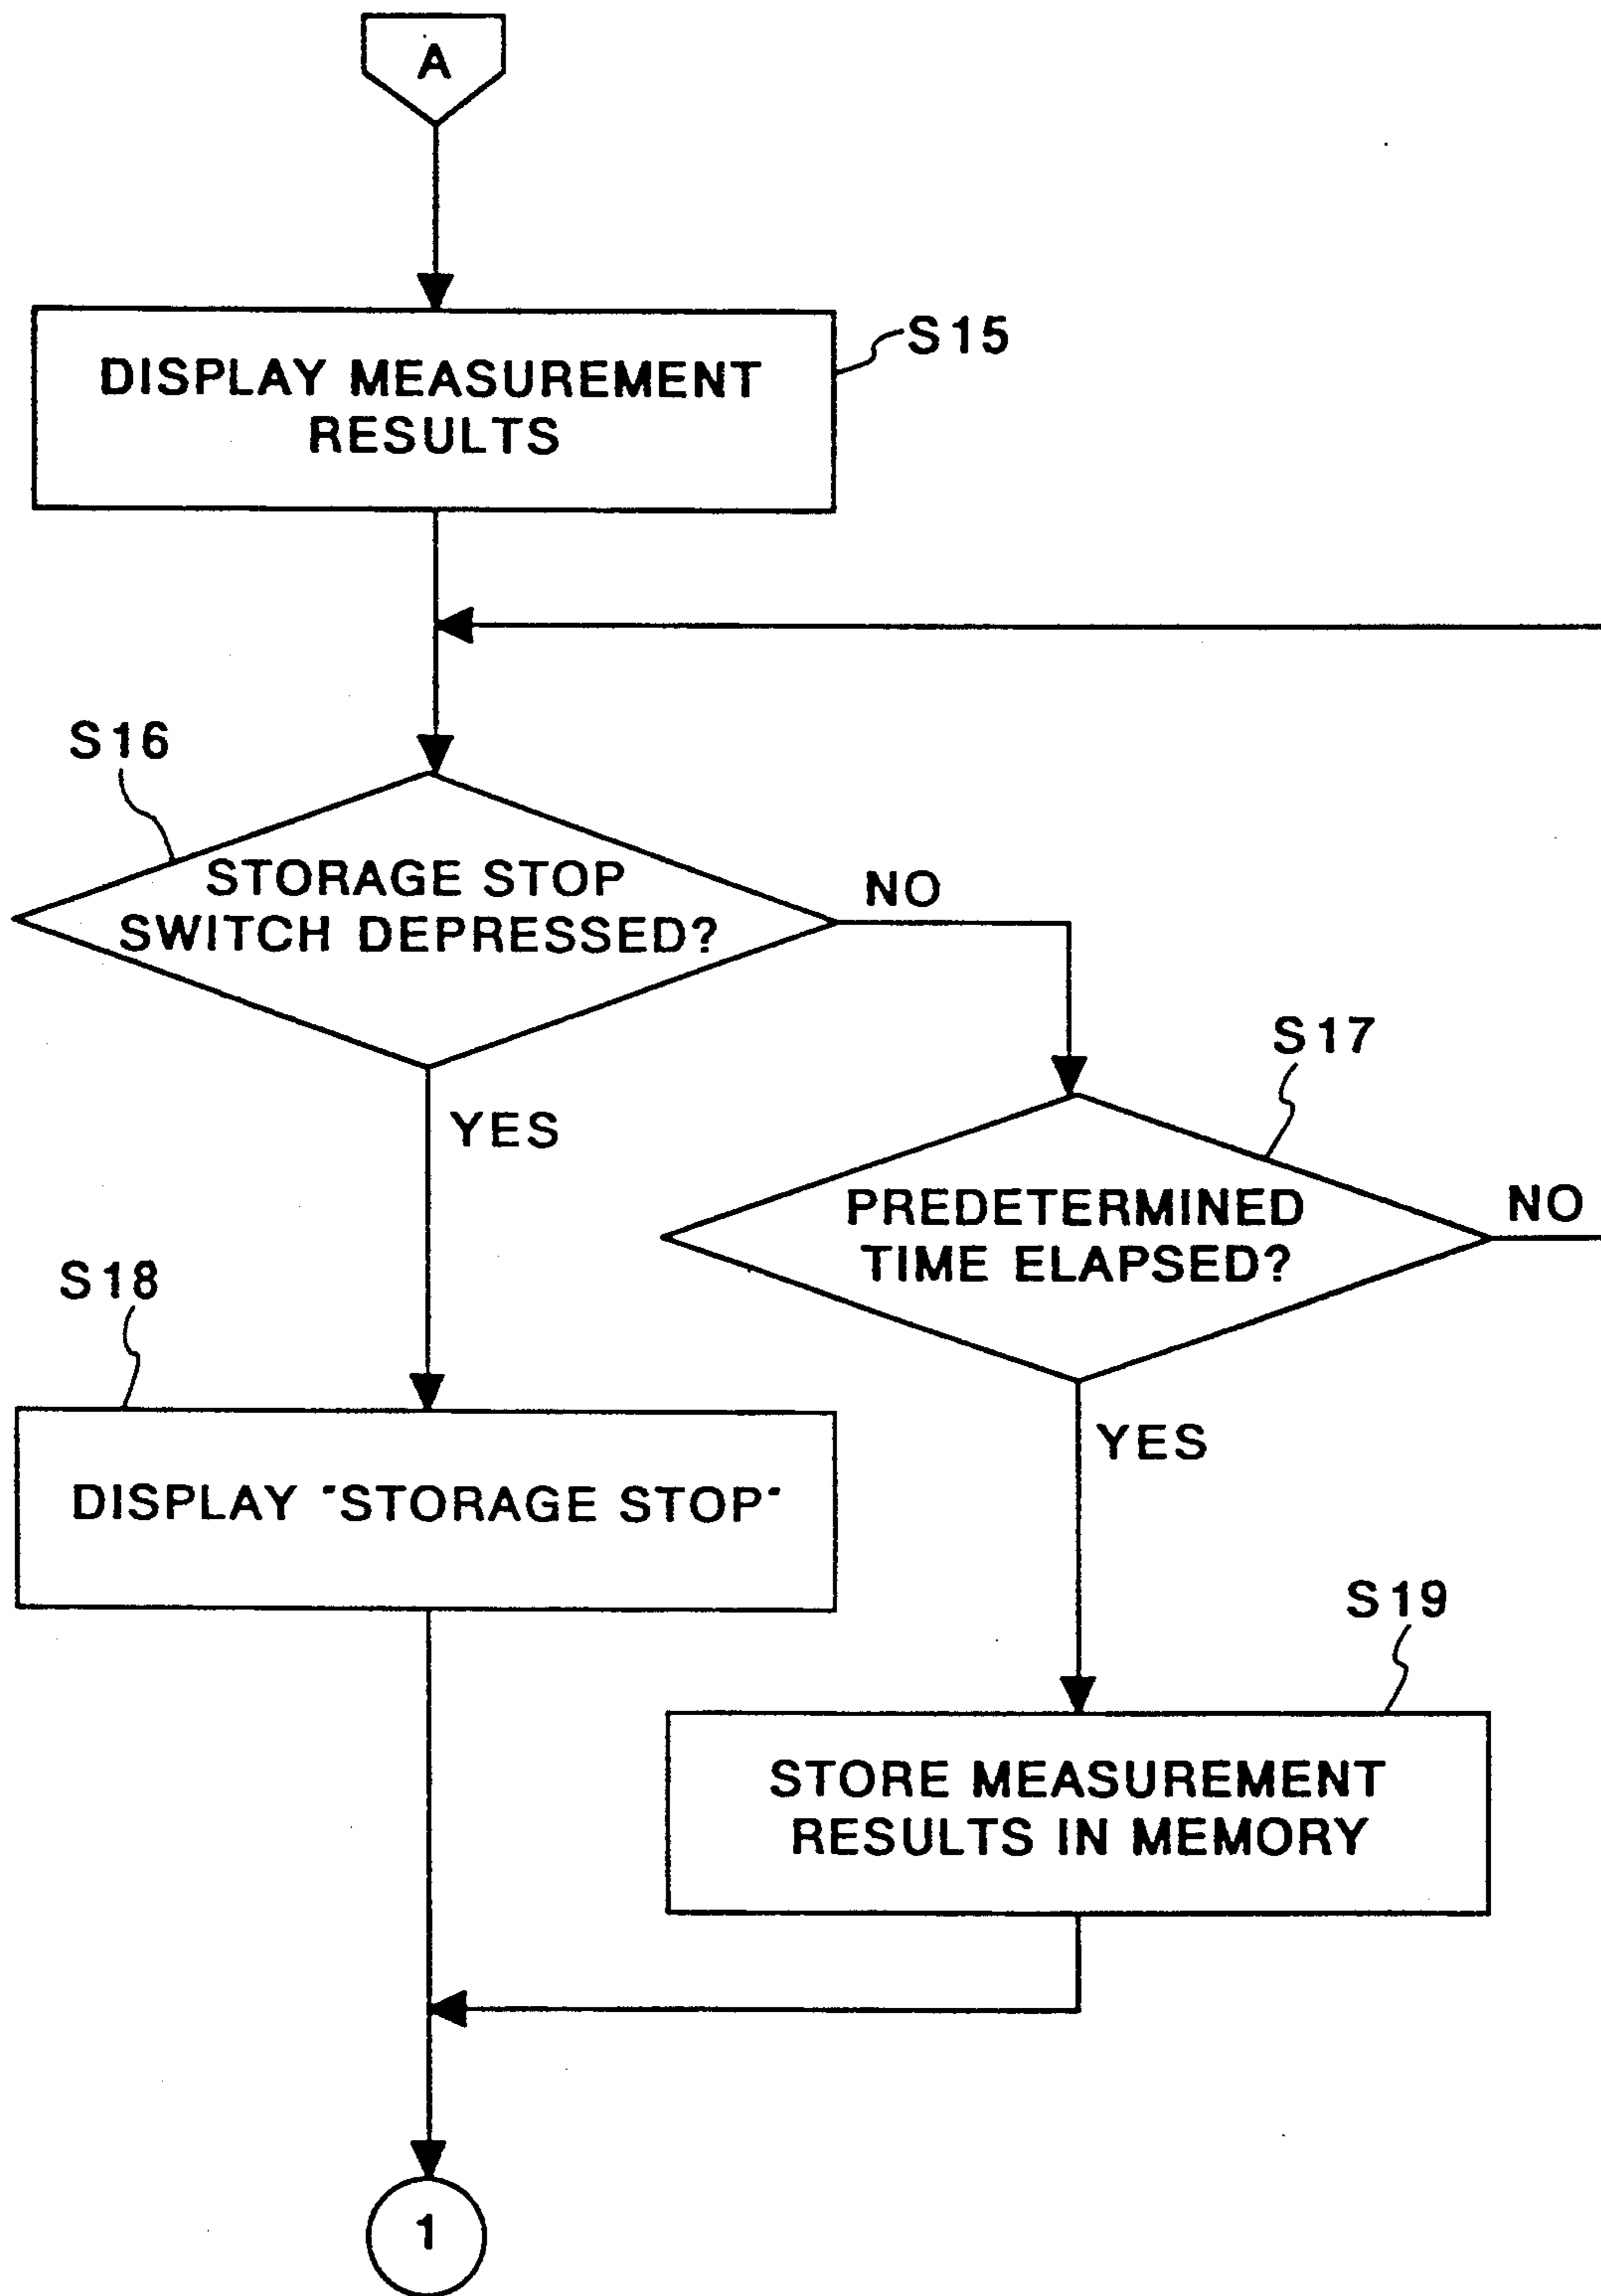 A
S15
DISPLAY MEASUREMENT
RESULTS
S16
STORAGE STOP
SWITCH DEPRESSED?
NO
YES
S17
PREDETERMINED
TIME ELAPSED?
NO
YES
S18
DISPLAY "STORAGE STOP"
S19
STORE MEASUREMENT
RESULTS IN MEMORY
1